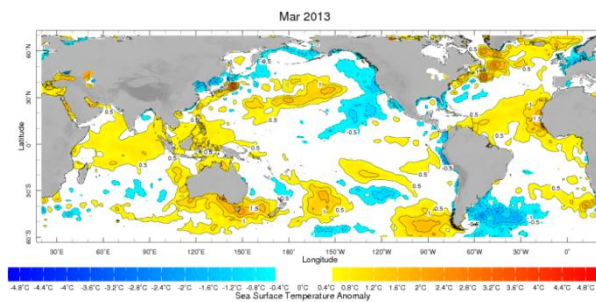 Mar 2013
Latitude
60°N
30°N
0°
30°S
60°S
30°E 60°E 90°E 120°E 150°E 180° 150°W 120°W 90°W 60°W 30°W 0°
Longitude
-4.8°C -4.4°C -4°C -3.6°C -3.2°C -2.8°C -2.4°C -2°C -1.6°C -1.2°C -0.8°C -0.4°C 0°C 0.4°C 0.8°C 1.2°C 1.6°C 2°C 2.4°C 2.8°C 3.2°C 3.6°C 4°C 4.4°C 4.8°C
Sea Surface Temperature Anomaly